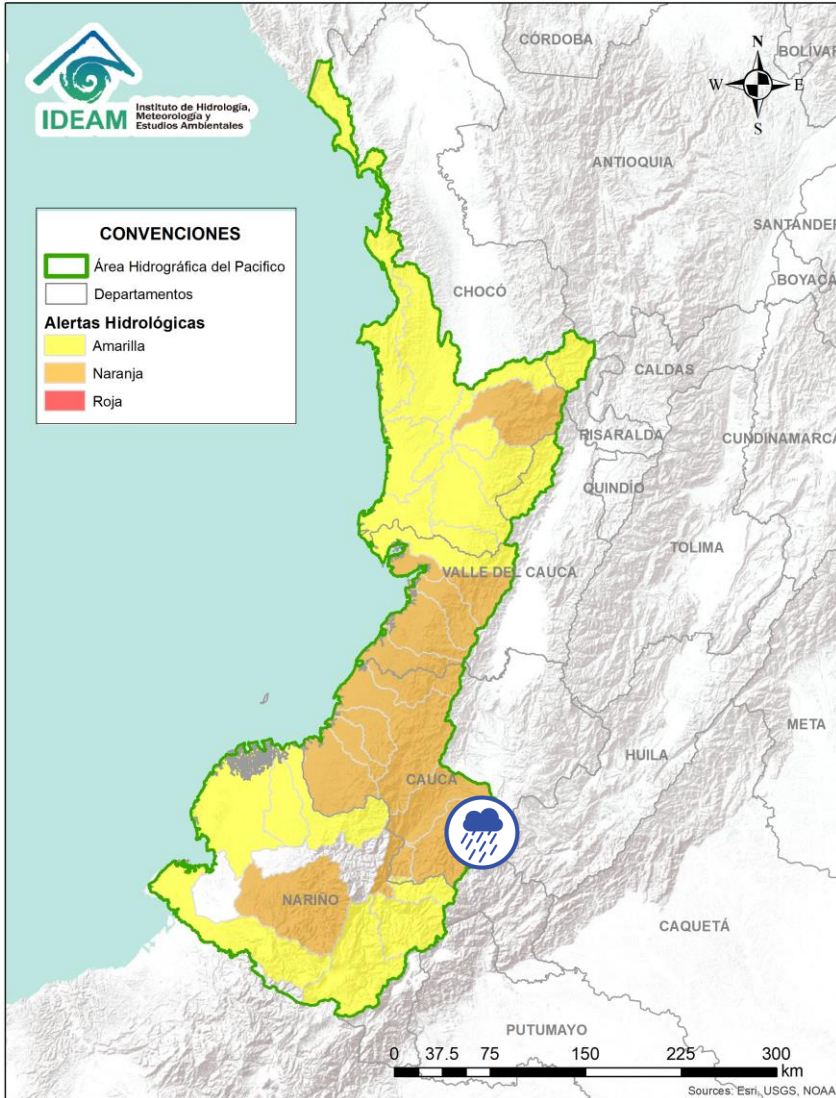 IDEAM
Instituto de Hidrología,
Meteorología y
Estudios Ambientales
CÓRDOBA
BOLÍVAR
N
W
E
S
ANTIOQUIA
SANTANDER
BOYACÁ
CONVENCIONES
Área Hidrográfica del Pacifico
Departamentos
Alertas Hidrológicas
Amarilla
Naranja
Roja
CHOCÓ
CALDAS
RISARALDA
CUNDINAMARCA
QUINDÍO
TOLIMA
VALLE DEL CAUCA
META
HUILA
CAUCA
NARIÑO
CAQUETÁ
PUTUMAYO
0 37.5 75 150 225 300
km
Sources: Esri, USGS, NOAA